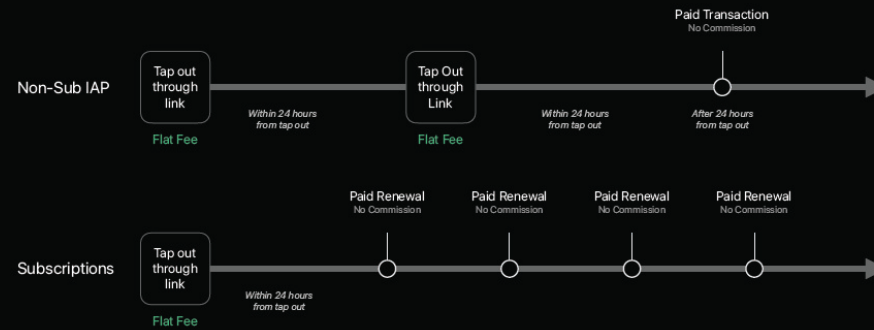 Paid Transaction
No Commission
Non-Sub IAP
Tap out
through
link
Tap Out
through
Link
Within 24 hours
from tap out
Within 24 hours
from tap out
After 24 hours
from tap out
Flat Fee
Flat Fee
Paid Renewal
No Commission
Paid Renewal
No Commission
Paid Renewal
No Commission
Paid Renewal
No Commission
Subscriptions
Tap out
through
link
Within 24 hours
from tap out
Flat Fee